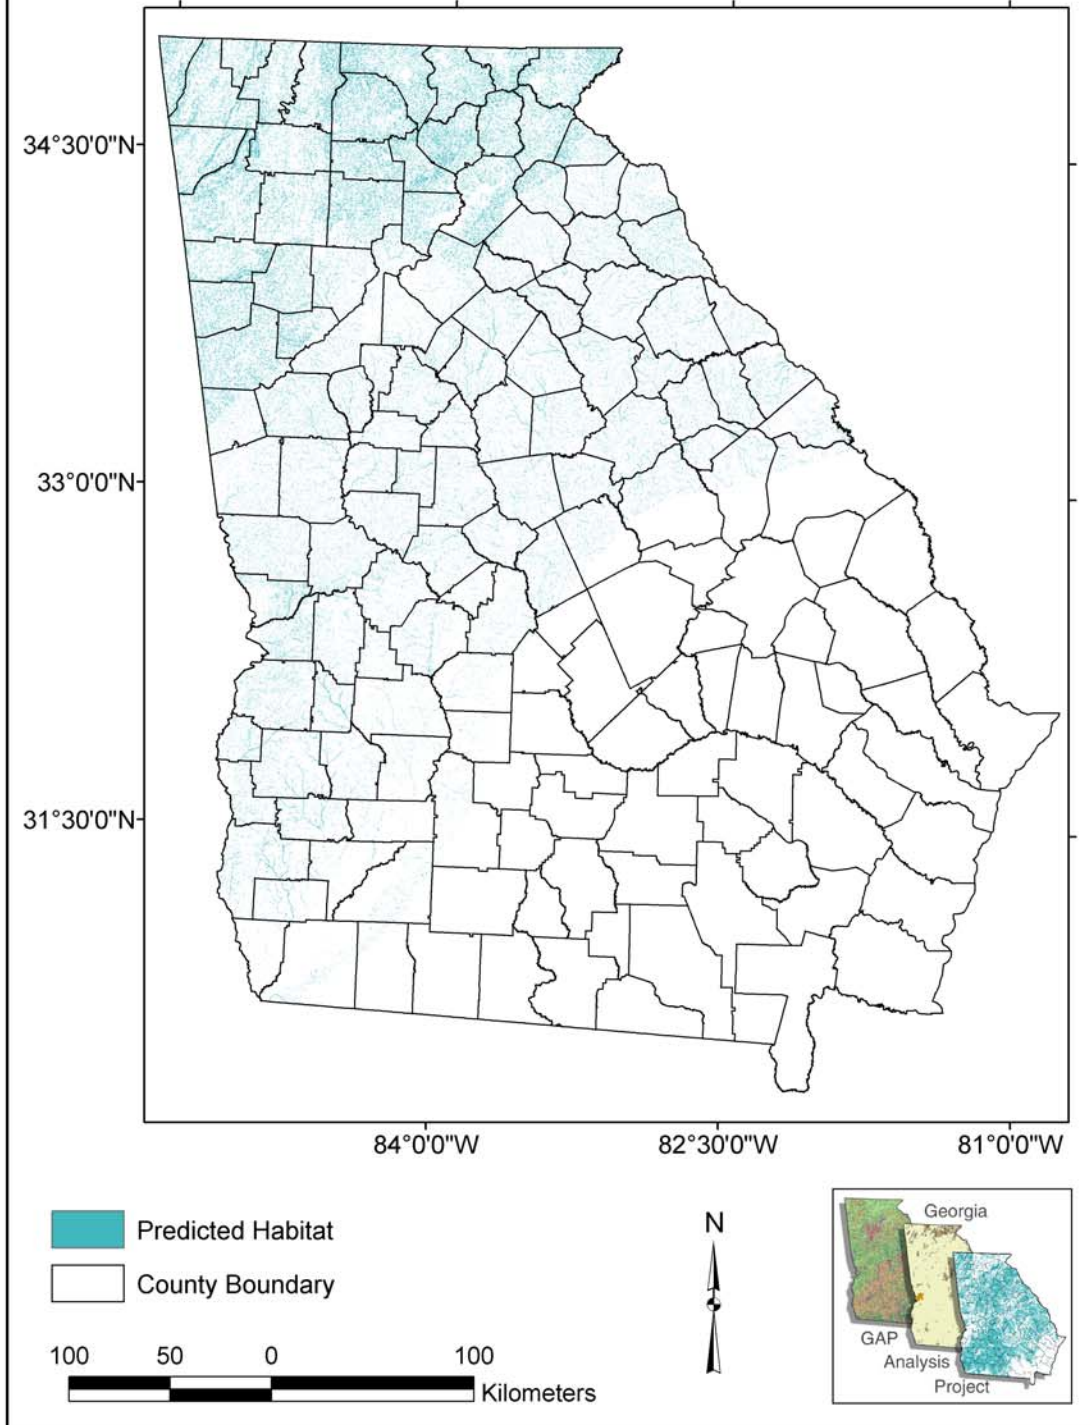 34°30'0"N
33°0'0"N
31°30'0"N
84°0'0"W
82°30'0"W
81°0'0"W
Predicted Habitat
County Boundary
100 50 0 100
Kilometers
N
Georgia
GAP
Analysis
Project